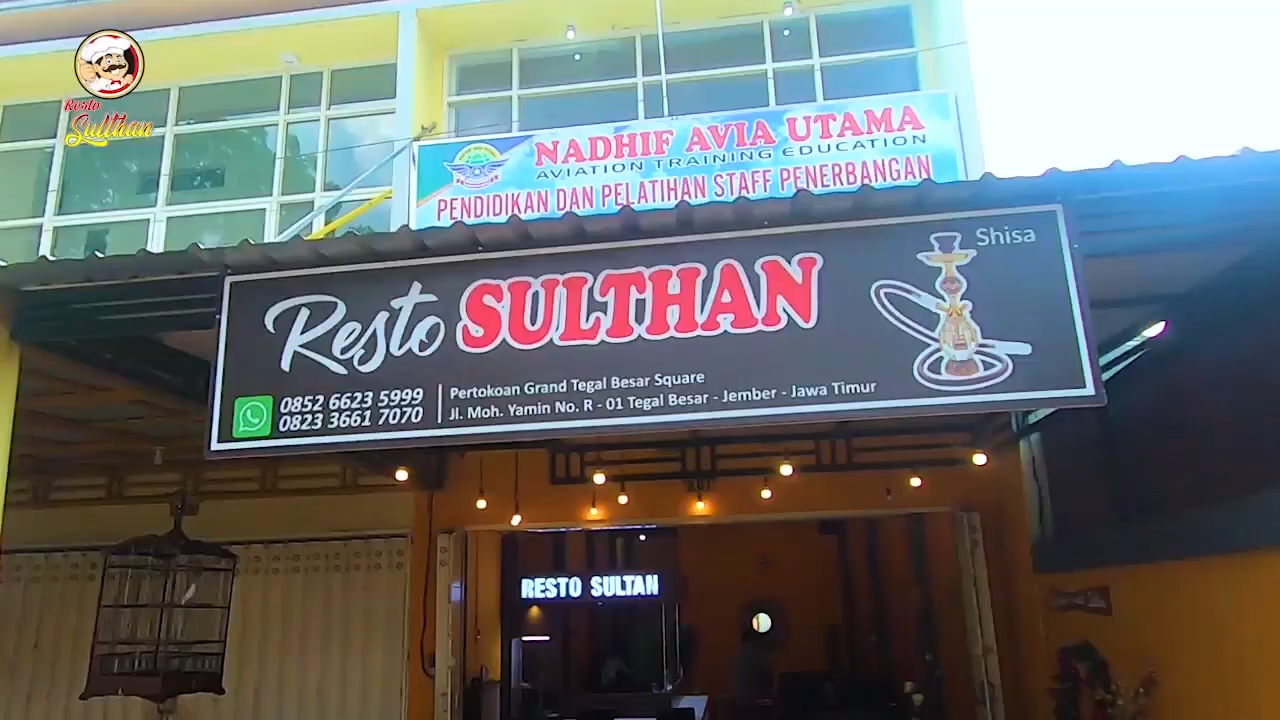 Resto
Sulthan
NADHIF AVIA UTAMA
AVIATION TRAINING EDUCATION
PENDIDIKAN DAN PELATIHAN STAFF PENERBANGAN
Resto SULTHAN
Shisa
0852 6623 5999
0823 3661 7070
Pertokoan Grand Tegal Besar Square
Jl. Moh. Yamin No. R - 01 Tegal Besar - Jember - Jawa Timur
RESTO SULTAN